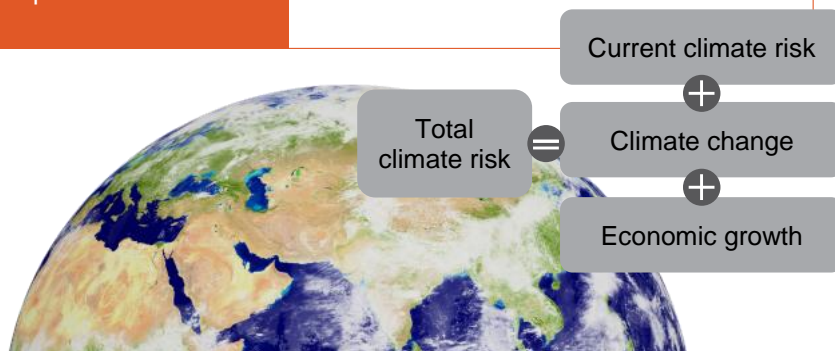 Current climate risk
+
Total
climate risk
=
Climate change
+
Economic growth